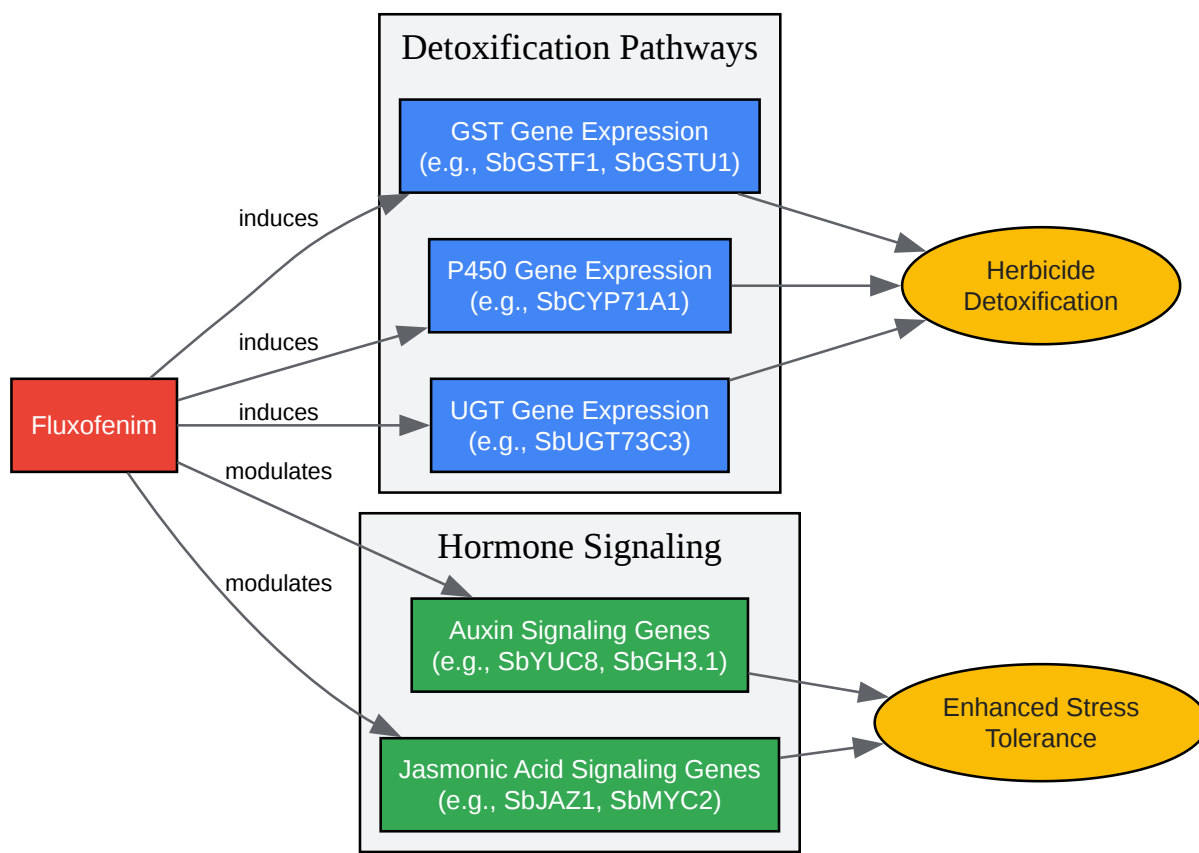 Detoxification Pathways
GST Gene Expression
(e.g., SbGSTF1, SbGSTU1)
induces
P450 Gene Expression
(e.g., SbCYP71A1)
Herbicide
Detoxification
induces
Fluxofenim
induces
UGT Gene Expression
(e.g., SbUGT73C3)
modulates
Hormone Signaling
modulates
Auxin Signaling Genes
(e.g., SbYUC8, SbGH3.1)
Enhanced Stress
Tolerance
Jasmonic Acid Signaling Genes
(e.g., SbJAZ1, SbMYC2)